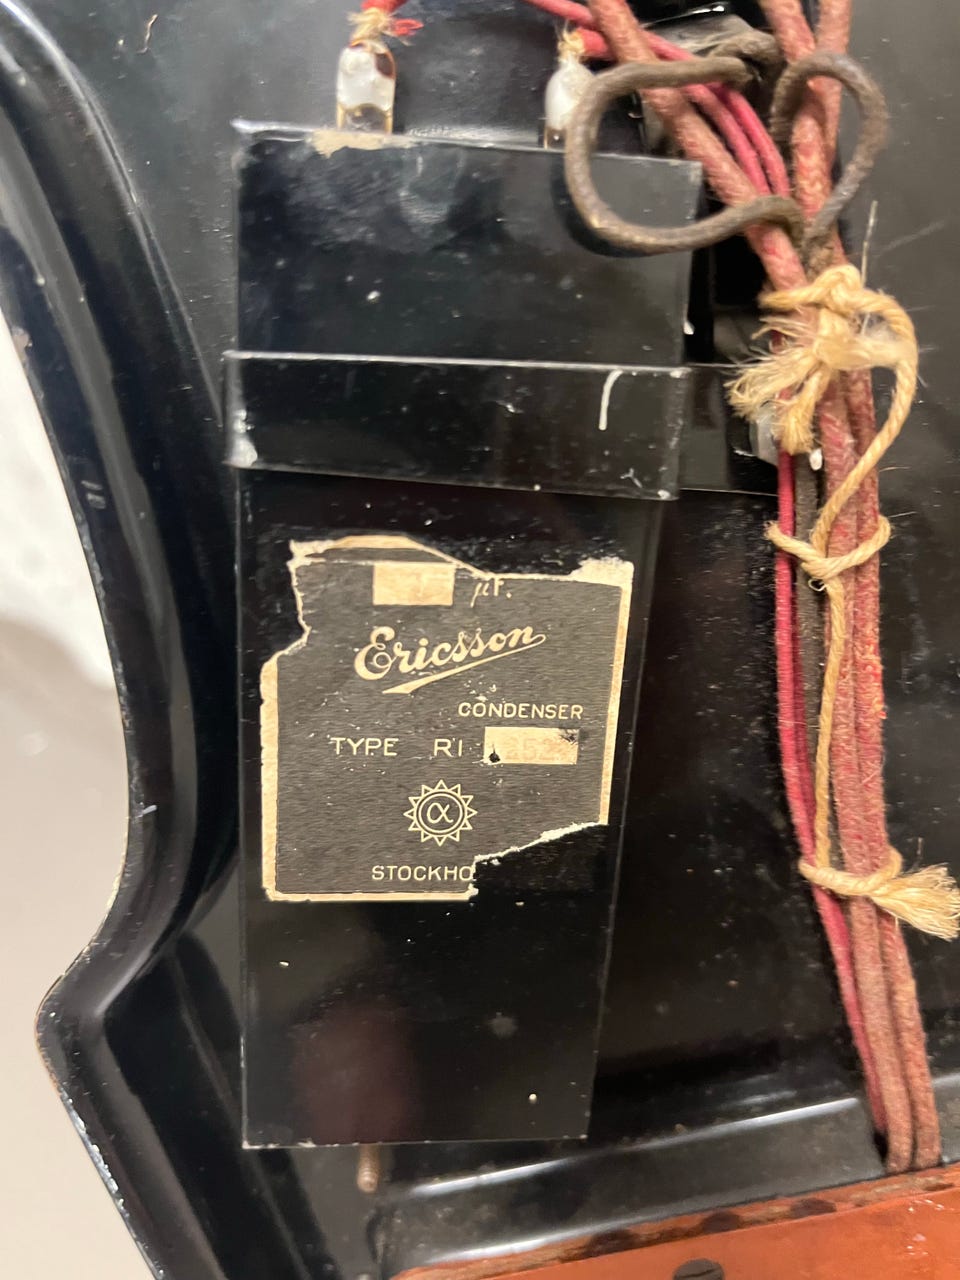 µF.
Ericsson
CONDENSER
TYPE RI
α
STOCKHO